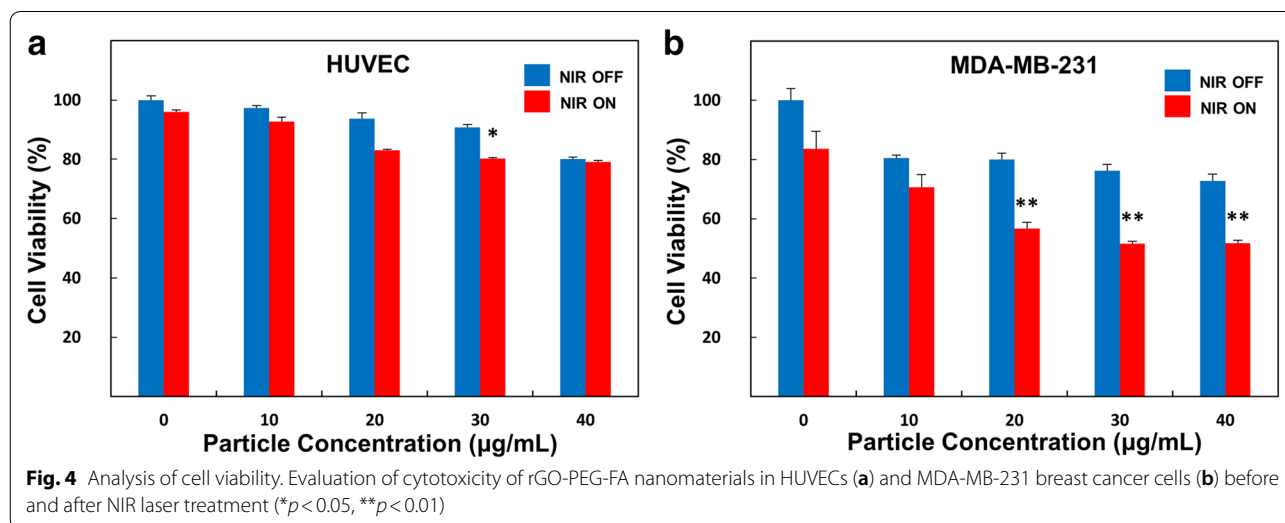 a
HUVEC
NIR OFF
NIR ON
100
80
60
40
20
*
Cell Viability (%)
0 10 20 30 40
Particle Concentration (µg/mL)
b
MDA-MB-231
NIR OFF
NIR ON
100
80
60
40
20
** ** **
Cell Viability (%)
0 10 20 30 40
Particle Concentration (µg/mL)
Fig. 4 Analysis of cell viability. Evaluation of cytotoxicity of rGO-PEG-FA nanomaterials in HUVECs (a) and MDA-MB-231 breast cancer cells (b) before
and after NIR laser treatment (*p < 0.05, **p < 0.01)